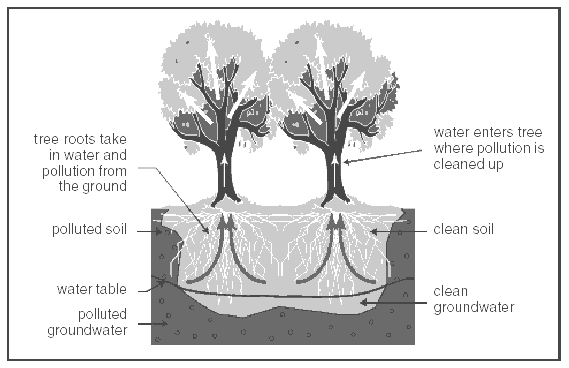 tree roots take
in water and
pollution from
the ground
water enters tree
where pollution is
cleaned up
polluted soil
clean soil
water table
clean
groundwater
polluted
groundwater